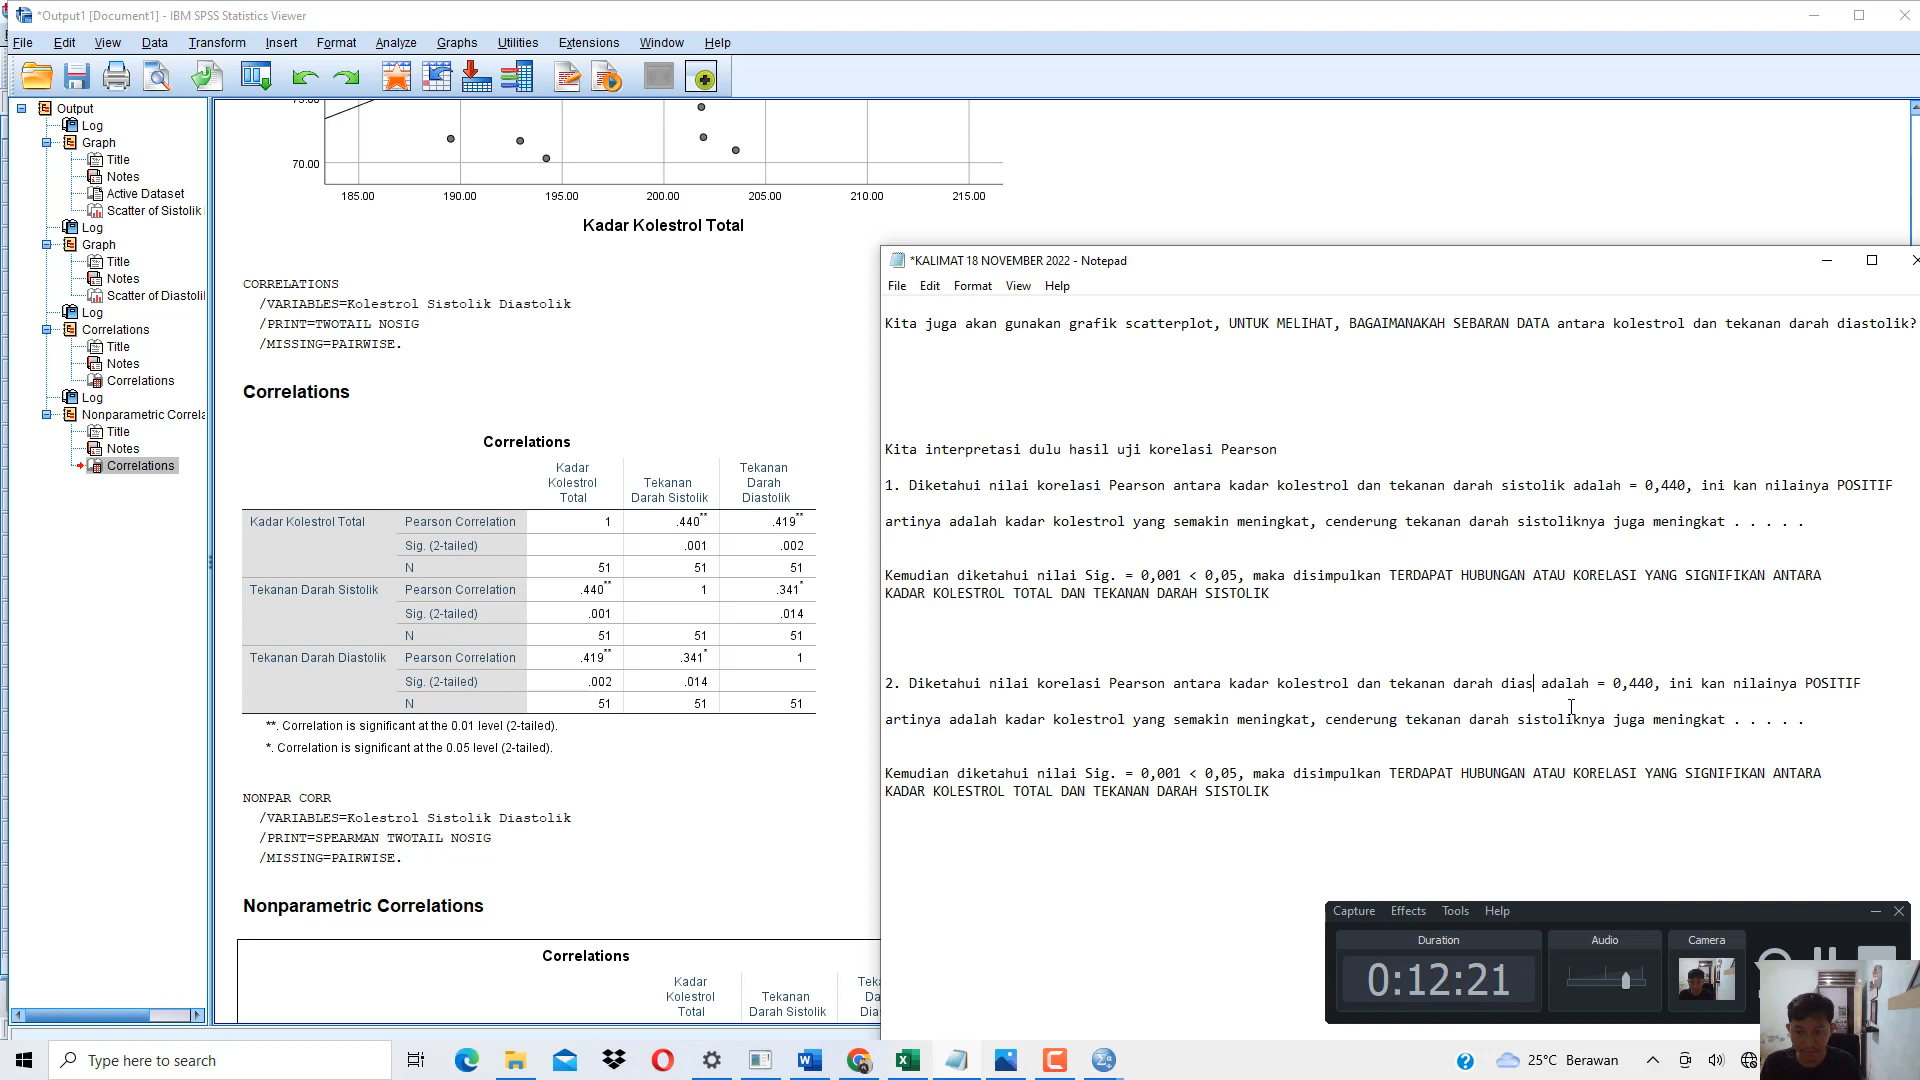 *Output1 [Document1] - IBM SPSS Statistics Viewer
File Edit View Data Transform Insert Format Analyze Graphs Utilities Extensions Window Help
Output
Log
Graph
Title
Notes
Active Dataset
Scatter of Sistolik
Log
Graph
Title
Notes
Scatter of Diastolik
Log
Correlations
Title
Notes
Correlations
Log
Nonparametric Correla
Title
Notes
Correlations
75.00
70.00
185.00 190.00 195.00 200.00 205.00 210.00 215.00
Kadar Kolestrol Total
CORRELATIONS
/VARIABLES=Kolestrol Sistolik Diastolik
/PRINT=TWOTAIL NOSIG
/MISSING=PAIRWISE.
Correlations
Correlations
Kadar Kolestrol Total Tekanan Darah Sistolik Tekanan Darah Diastolik
Kadar Kolestrol Total Pearson Correlation 1 .440** .419**
Sig. (2-tailed) .001 .002
N 51 51 51
Tekanan Darah Sistolik Pearson Correlation .440** 1 .341*
Sig. (2-tailed) .001 .014
N 51 51 51
Tekanan Darah Diastolik Pearson Correlation .419** .341* 1
Sig. (2-tailed) .002 .014
N 51 51 51
**. Correlation is significant at the 0.01 level (2-tailed).
*. Correlation is significant at the 0.05 level (2-tailed).
NONPAR CORR
/VARIABLES=Kolestrol Sistolik Diastolik
/PRINT=SPEARMAN TWOTAIL NOSIG
/MISSING=PAIRWISE.
Nonparametric Correlations
Correlations
Kadar Kolestrol Total Tekanan Darah Sistolik Teka Da Dia
*KALIMAT 18 NOVEMBER 2022 - Notepad
File Edit Format View Help
Kita juga akan gunakan grafik scatterplot, UNTUK MELIHAT, BAGAIMANAKAH SEBARAN DATA antara kolestrol dan tekanan darah diastolik?
Kita interpretasi dulu hasil uji korelasi Pearson
1. Diketahui nilai korelasi Pearson antara kadar kolestrol dan tekanan darah sistolik adalah = 0,440, ini kan nilainya POSITIF
artinya adalah kadar kolestrol yang semakin meningkat, cenderung tekanan darah sistoliknya juga meningkat . . . . .
Kemudian diketahui nilai Sig. = 0,001 < 0,05, maka disimpulkan TERDAPAT HUBUNGAN ATAU KORELASI YANG SIGNIFIKAN ANTARA
KADAR KOLESTROL TOTAL DAN TEKANAN DARAH SISTOLIK
2. Diketahui nilai korelasi Pearson antara kadar kolestrol dan tekanan darah dias adalah = 0,440, ini kan nilainya POSITIF
artinya adalah kadar kolestrol yang semakin meningkat, cenderung tekanan darah sistoliknya juga meningkat . . . . .
Kemudian diketahui nilai Sig. = 0,001 < 0,05, maka disimpulkan TERDAPAT HUBUNGAN ATAU KORELASI YANG SIGNIFIKAN ANTARA
KADAR KOLESTROL TOTAL DAN TEKANAN DARAH SISTOLIK
Capture Effects Tools Help
Duration Audio Camera
0:12:21
Type here to search
25°C Berawan